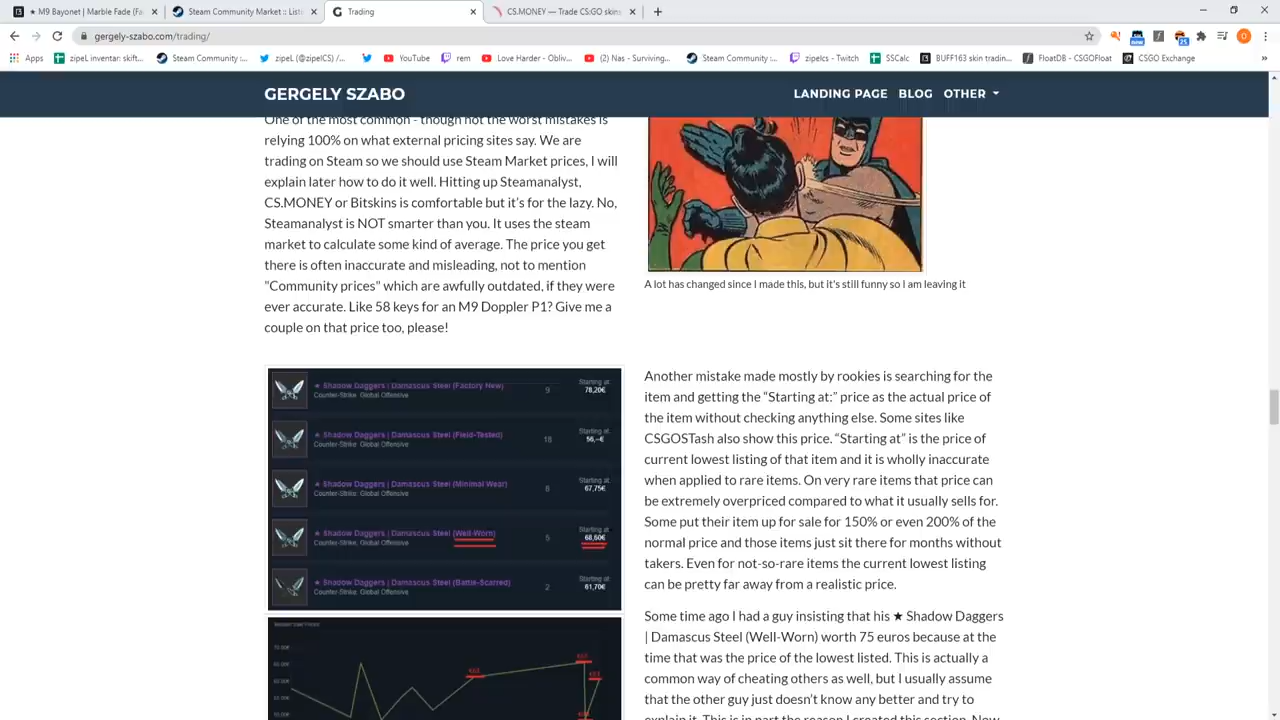 ★ M9 Bayonet | Marble Fade (Fa
Steam Community Market :: Listi
Trading
CS.MONEY — Trade CS:GO skins
gergely-szabo.com/trading/
Apps
zipeL inventar: skift...
Steam Community :...
zipeL (@zipelCS) /...
YouTube
rem
Love Harder - Obliv...
(2) Nas - Surviving...
Steam Community :...
zipelcs - Twitch
SSCalc
BUFF163 skin tradin...
FloatDB - CSGOFloat
CSGO Exchange
GERGELY SZABO
LANDING PAGE BLOG OTHER
One of the most common - though not the worst mistakes is
relying 100% on what external pricing sites say. We are
trading on Steam so we should use Steam Market prices, I will
explain later how to do it well. Hitting up Steamanalyst,
CS.MONEY or Bitskins is comfortable but it's for the lazy. No,
Steamanalyst is NOT smarter than you. It uses the steam
market to calculate some kind of average. The price you get
there is often inaccurate and misleading, not to mention
"Community prices" which are awfully outdated, if they were
ever accurate. Like 58 keys for an M9 Doppler P1? Give me a
couple on that price too, please!
A lot has changed since I made this, but it's still funny so I am leaving it
★ Shadow Daggers | Damascus Steel (Factory New)
Counter-Strike: Global Offensive
9
Starting at:
78,20€
★ Shadow Daggers | Damascus Steel (Field-Tested)
Counter-Strike: Global Offensive
18
Starting at:
56,--€
★ Shadow Daggers | Damascus Steel (Minimal Wear)
Counter-Strike: Global Offensive
8
Starting at:
67,75€
★ Shadow Daggers | Damascus Steel (Well-Worn)
Counter-Strike: Global Offensive
5
Starting at:
68,60€
★ Shadow Daggers | Damascus Steel (Battle-Scarred)
Counter-Strike: Global Offensive
2
Starting at:
61,70€
Another mistake made mostly by rookies is searching for the
item and getting the “Starting at:” price as the actual price of
the item without checking anything else. Some sites like
CSGOSTash also show this price. “Starting at” is the price of
current lowest listing of that item and it is wholly inaccurate
when applied to rare items. On very rare items that price can
be extremely overpriced compared to what it usually sells for.
Some put their items up for 150% or even 200% of the
normal price and those items just sit there for months without
takers. Even for not so rare items the current lowest listing
can be pretty far away from a realistic price.
Some time ago I had a guy insisting that his ★ Shadow Daggers
| Damascus Steel (Well-Worn) worth 75 euros because at the
time that was the price of the lowest listed. This is actually a
common way of cheating others as well, but I usually assume
that the other guy just doesn't know any better and try to
explain it. This is in part the reason I created this section. Now